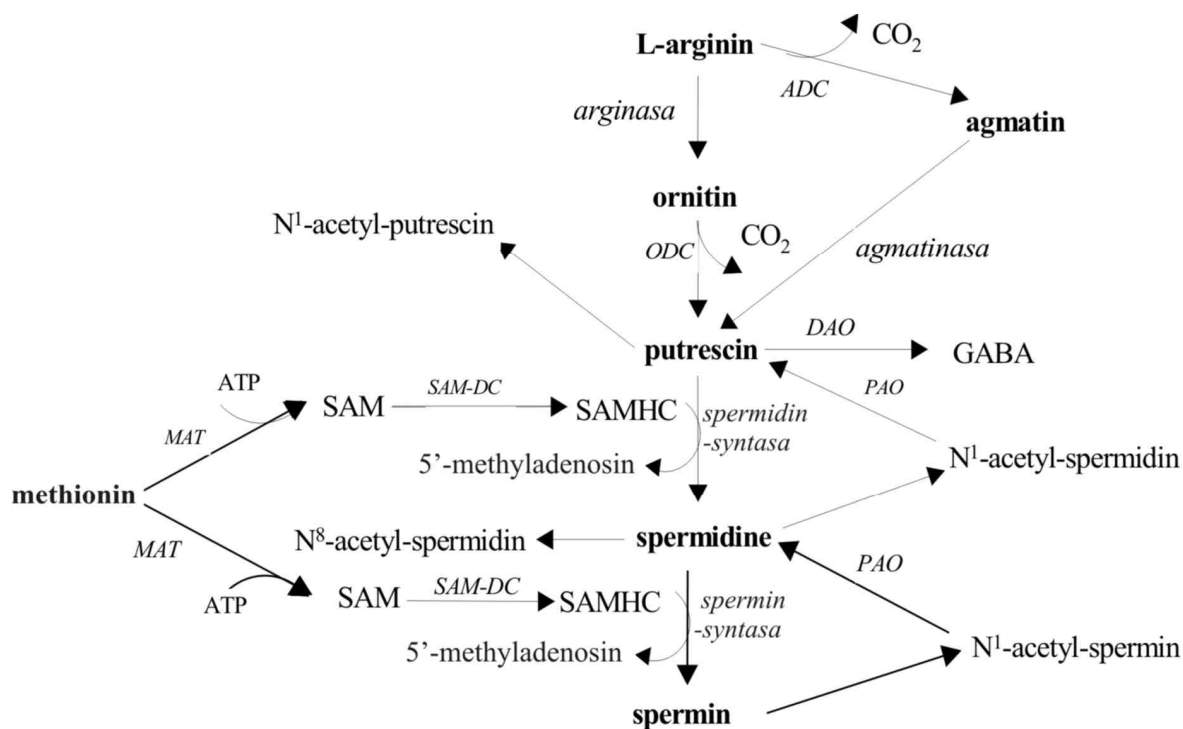 L-arginin
CO₂
ADC
arginasa
agmatin
ornitin
N¹-acetyl-putrescin
CO₂
ODC
agmatinasa
putrescin
DAO
GABA
ATP
SAM
SAM-DC
SAMHC
spermidin
-syntasa
PAO
MAT
5’-methyladenosin
N¹-acetyl-spermidin
methionin
MAT
N⁸-acetyl-spermidin
spermidine
PAO
ATP
SAM
SAM-DC
SAMHC
spermin
-syntasa
5’-methyladenosin
N¹-acetyl-spermin
spermin